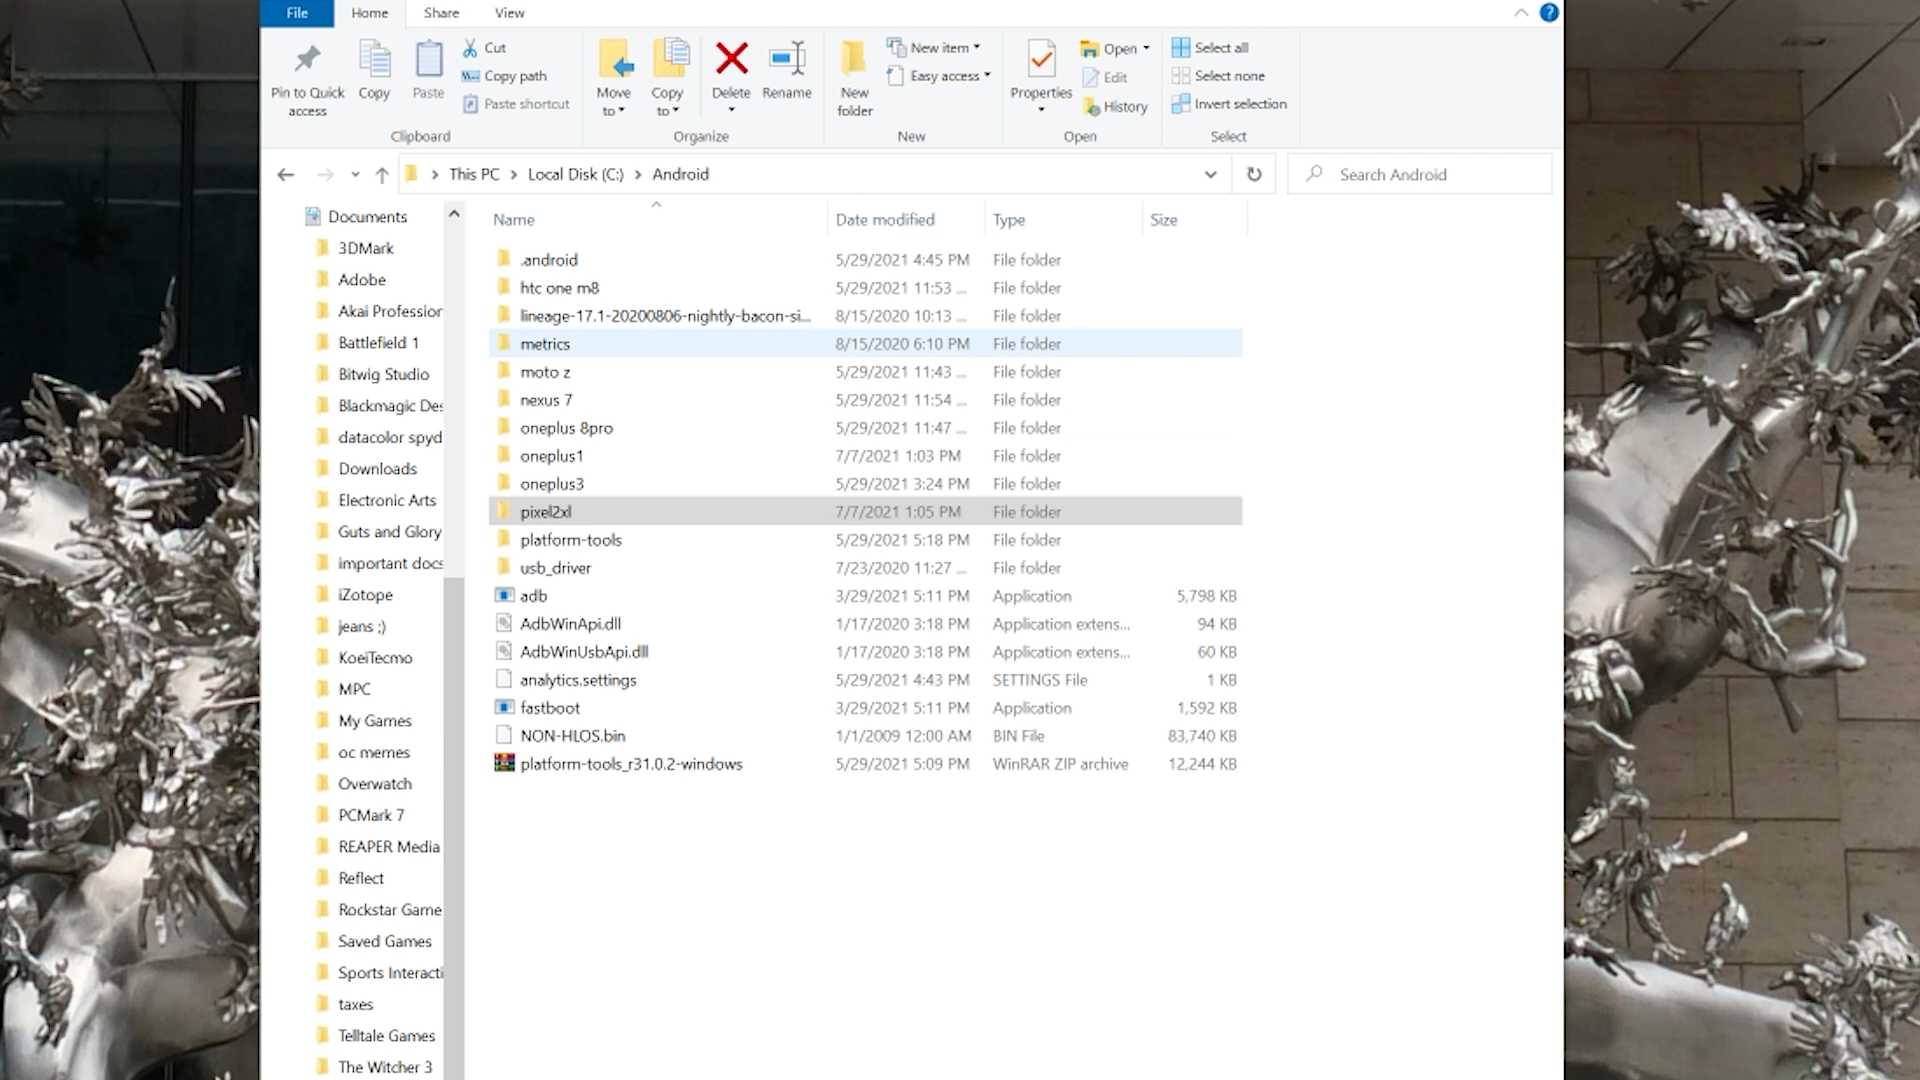 File Home Share View
Pin to Quick access
Copy
Paste
Cut
Copy path
Paste shortcut
Clipboard
Move to
Copy to
Delete
Rename
Organize
New folder
New item
Easy access
New
Properties
Open
Edit
History
Open
Select all
Select none
Invert selection
Select
This PC > Local Disk (C:) > Android
Search Android
Documents
3DMark
Adobe
Akai Profession
Battlefield 1
Bitwig Studio
Blackmagic Des
datacolor spyd
Downloads
Electronic Arts
Guts and Glory
important docs
iZotope
jeans ;)
KoeiTecmo
MPC
My Games
oc memes
Overwatch
PCMark 7
REAPER Media
Reflect
Rockstar Game
Saved Games
Sports Interacti
taxes
Telltale Games
The Witcher 3
Name Date modified Type Size
.android 5/29/2021 4:45 PM File folder
htc one m8 5/29/2021 11:53 ... File folder
lineage-17.1-20200806-nightly-bacon-si... 8/15/2020 10:13 ... File folder
metrics 8/15/2020 6:10 PM File folder
moto z 5/29/2021 11:43 ... File folder
nexus 7 5/29/2021 11:54 ... File folder
oneplus 8pro 5/29/2021 11:47 ... File folder
oneplus1 7/7/2021 1:03 PM File folder
oneplus3 5/29/2021 3:24 PM File folder
pixel2xl 7/7/2021 1:05 PM File folder
platform-tools 5/29/2021 5:18 PM File folder
usb_driver 7/23/2020 11:27 ... File folder
adb 3/29/2021 5:11 PM Application 5,798 KB
AdbWinApi.dll 1/17/2020 3:18 PM Application extens... 94 KB
AdbWinUsbApi.dll 1/17/2020 3:18 PM Application extens... 60 KB
analytics.settings 5/29/2021 4:43 PM SETTINGS File 1 KB
fastboot 3/29/2021 5:11 PM Application 1,592 KB
NON-HLOS.bin 1/1/2009 12:00 AM BIN File 83,740 KB
platform-tools_r31.0.2-windows 5/29/2021 5:09 PM WinRAR ZIP archive 12,244 KB